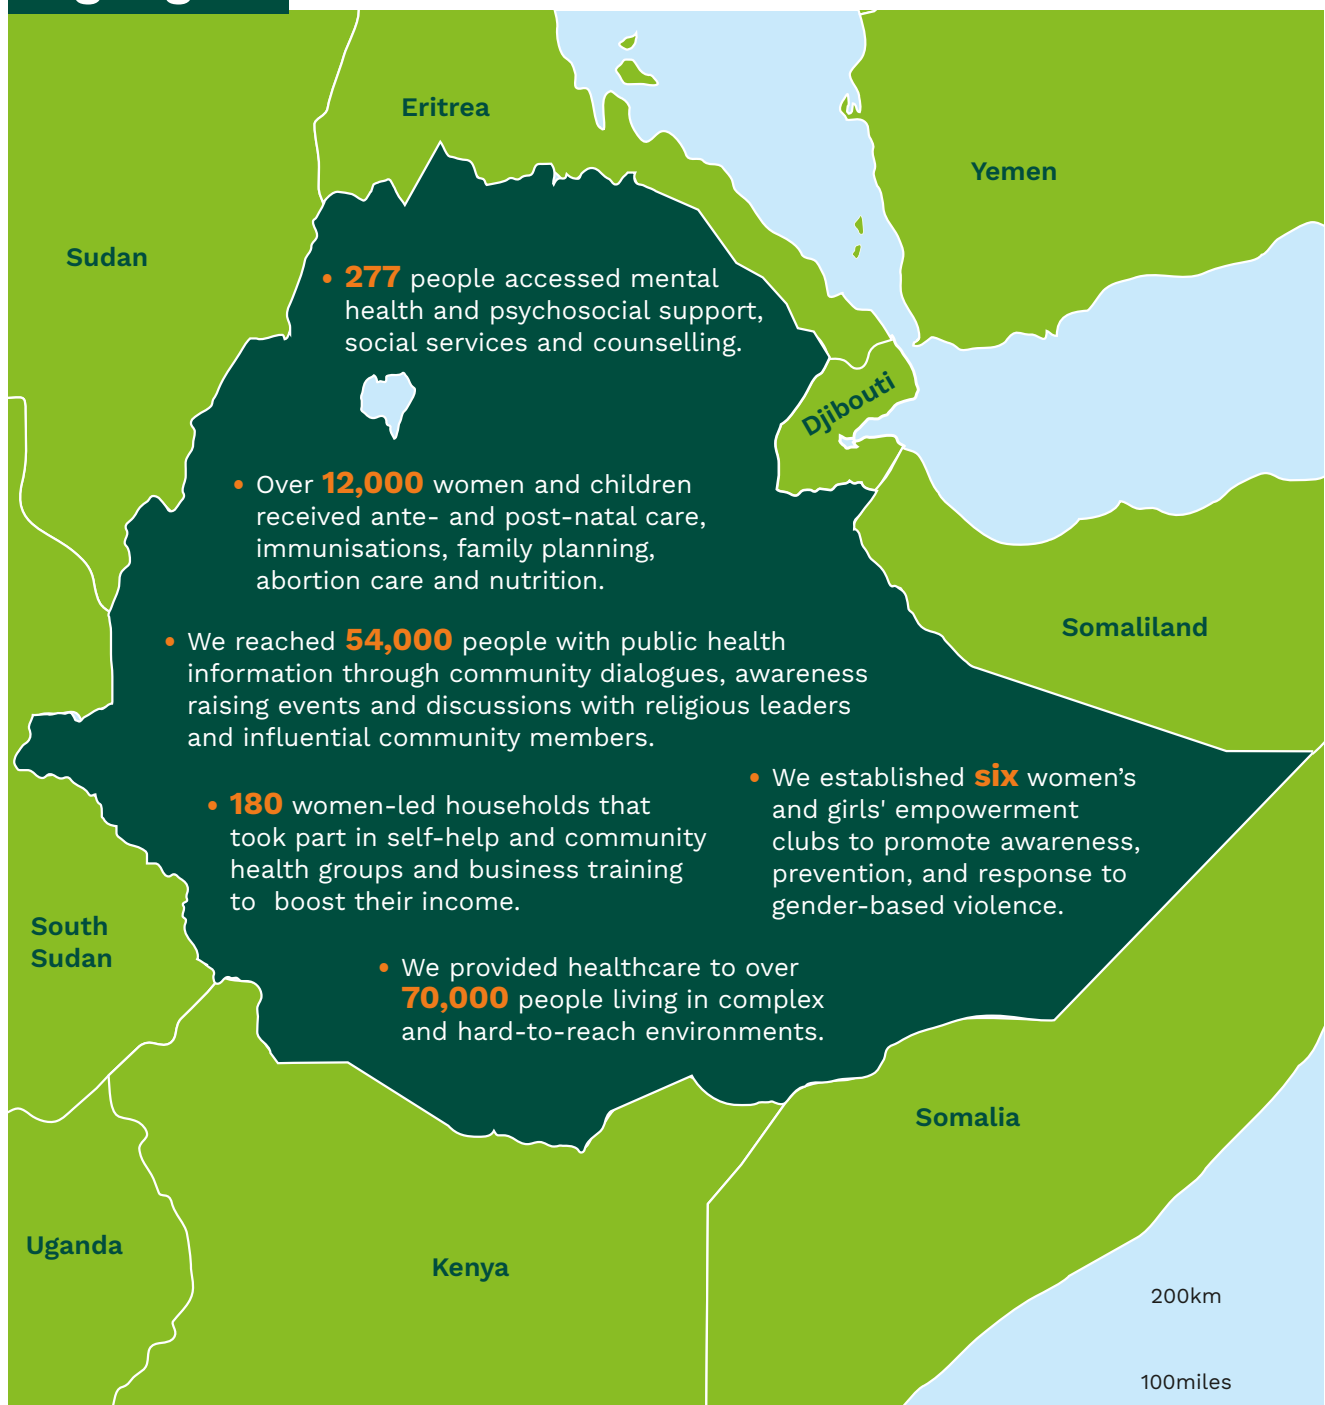 Eritrea
Yemen
Sudan
• 277 people accessed mental
health and psychosocial support,
social services and counselling.
Djibouti
• Over 12,000 women and children
received ante- and post-natal care,
immunisations, family planning,
abortion care and nutrition.
Somaliland
• We reached 54,000 people with public health
information through community dialogues, awareness
raising events and discussions with religious leaders
and influential community members.
• 180 women-led households that
took part in self-help and community
health groups and business training
to boost their income.
• We established six women’s
and girls' empowerment
clubs to promote awareness,
prevention, and response to
gender-based violence.
South
Sudan
• We provided healthcare to over
70,000 people living in complex
and hard-to-reach environments.
Somalia
Uganda
Kenya
200km
100miles